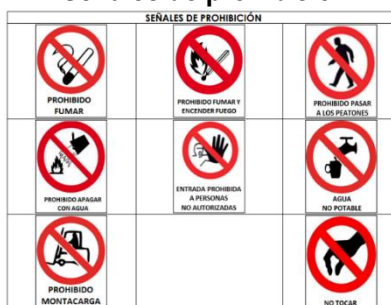 SEÑALES DE PROHIBICIÓN
PROHIBIDO
FUMAR
PROHIBIDO FUMAR Y
ENCENDER FUEGO
PROHIBIDO PASAR
A LOS PEATONES
PROHIBIDO APAGAR
CON AGUA
ENTRADA PROHIBIDA
A PERSONAS
NO AUTORIZADAS
AGUA
NO POTABLE
PROHIBIDO
MONTACARGA
NO TOCAR